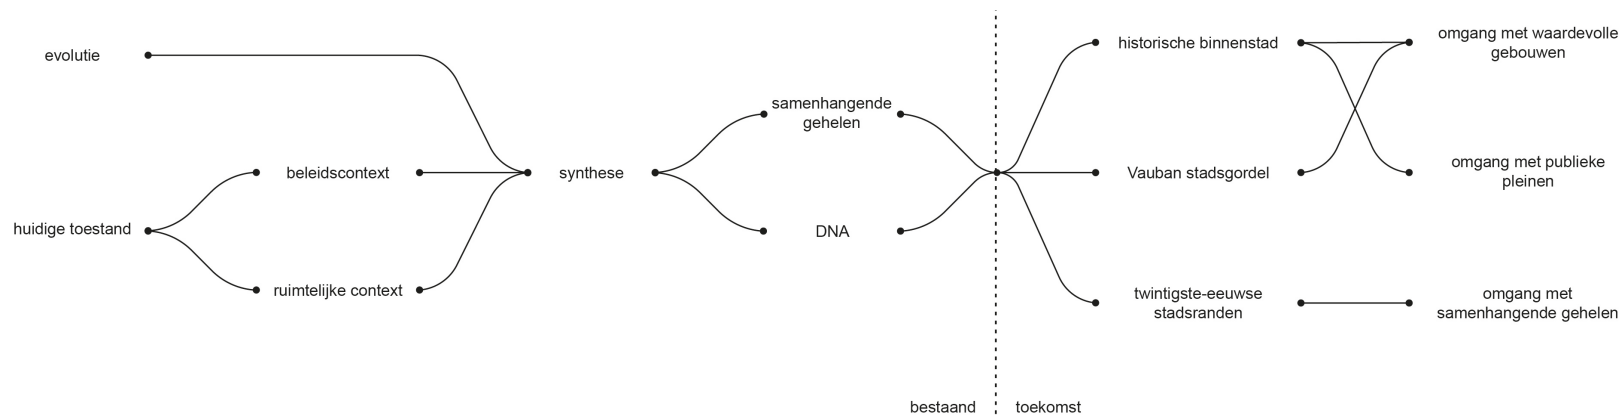 evolutie
huidige toestand
beleidscontext
ruimtelijke context
synthese
samenhangende
gehelen
DNA
bestaand
toekomst
historische binnenstad
Vauban stadsgordel
twintigste-eeuwse
stadsranden
omgang met waardevolle
gebouwen
omgang met publieke
pleinen
omgang met
samenhangende gehelen